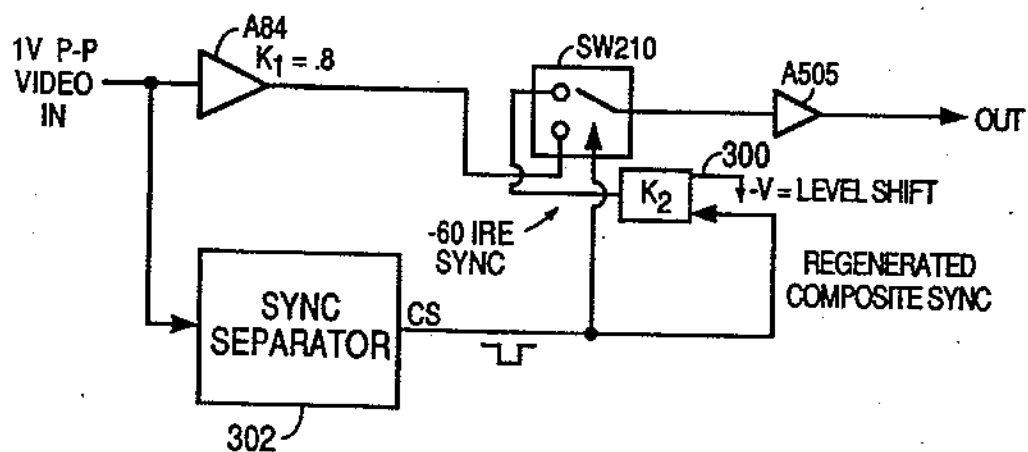 A84
1V P-P
VIDEO
IN
K1 = .8
SW210
A505
OUT
300
K2
-V = LEVEL SHIFT
-60 IRE
SYNC
REGENERATED
COMPOSITE SYNC
SYNC
SEPARATOR
CS
302